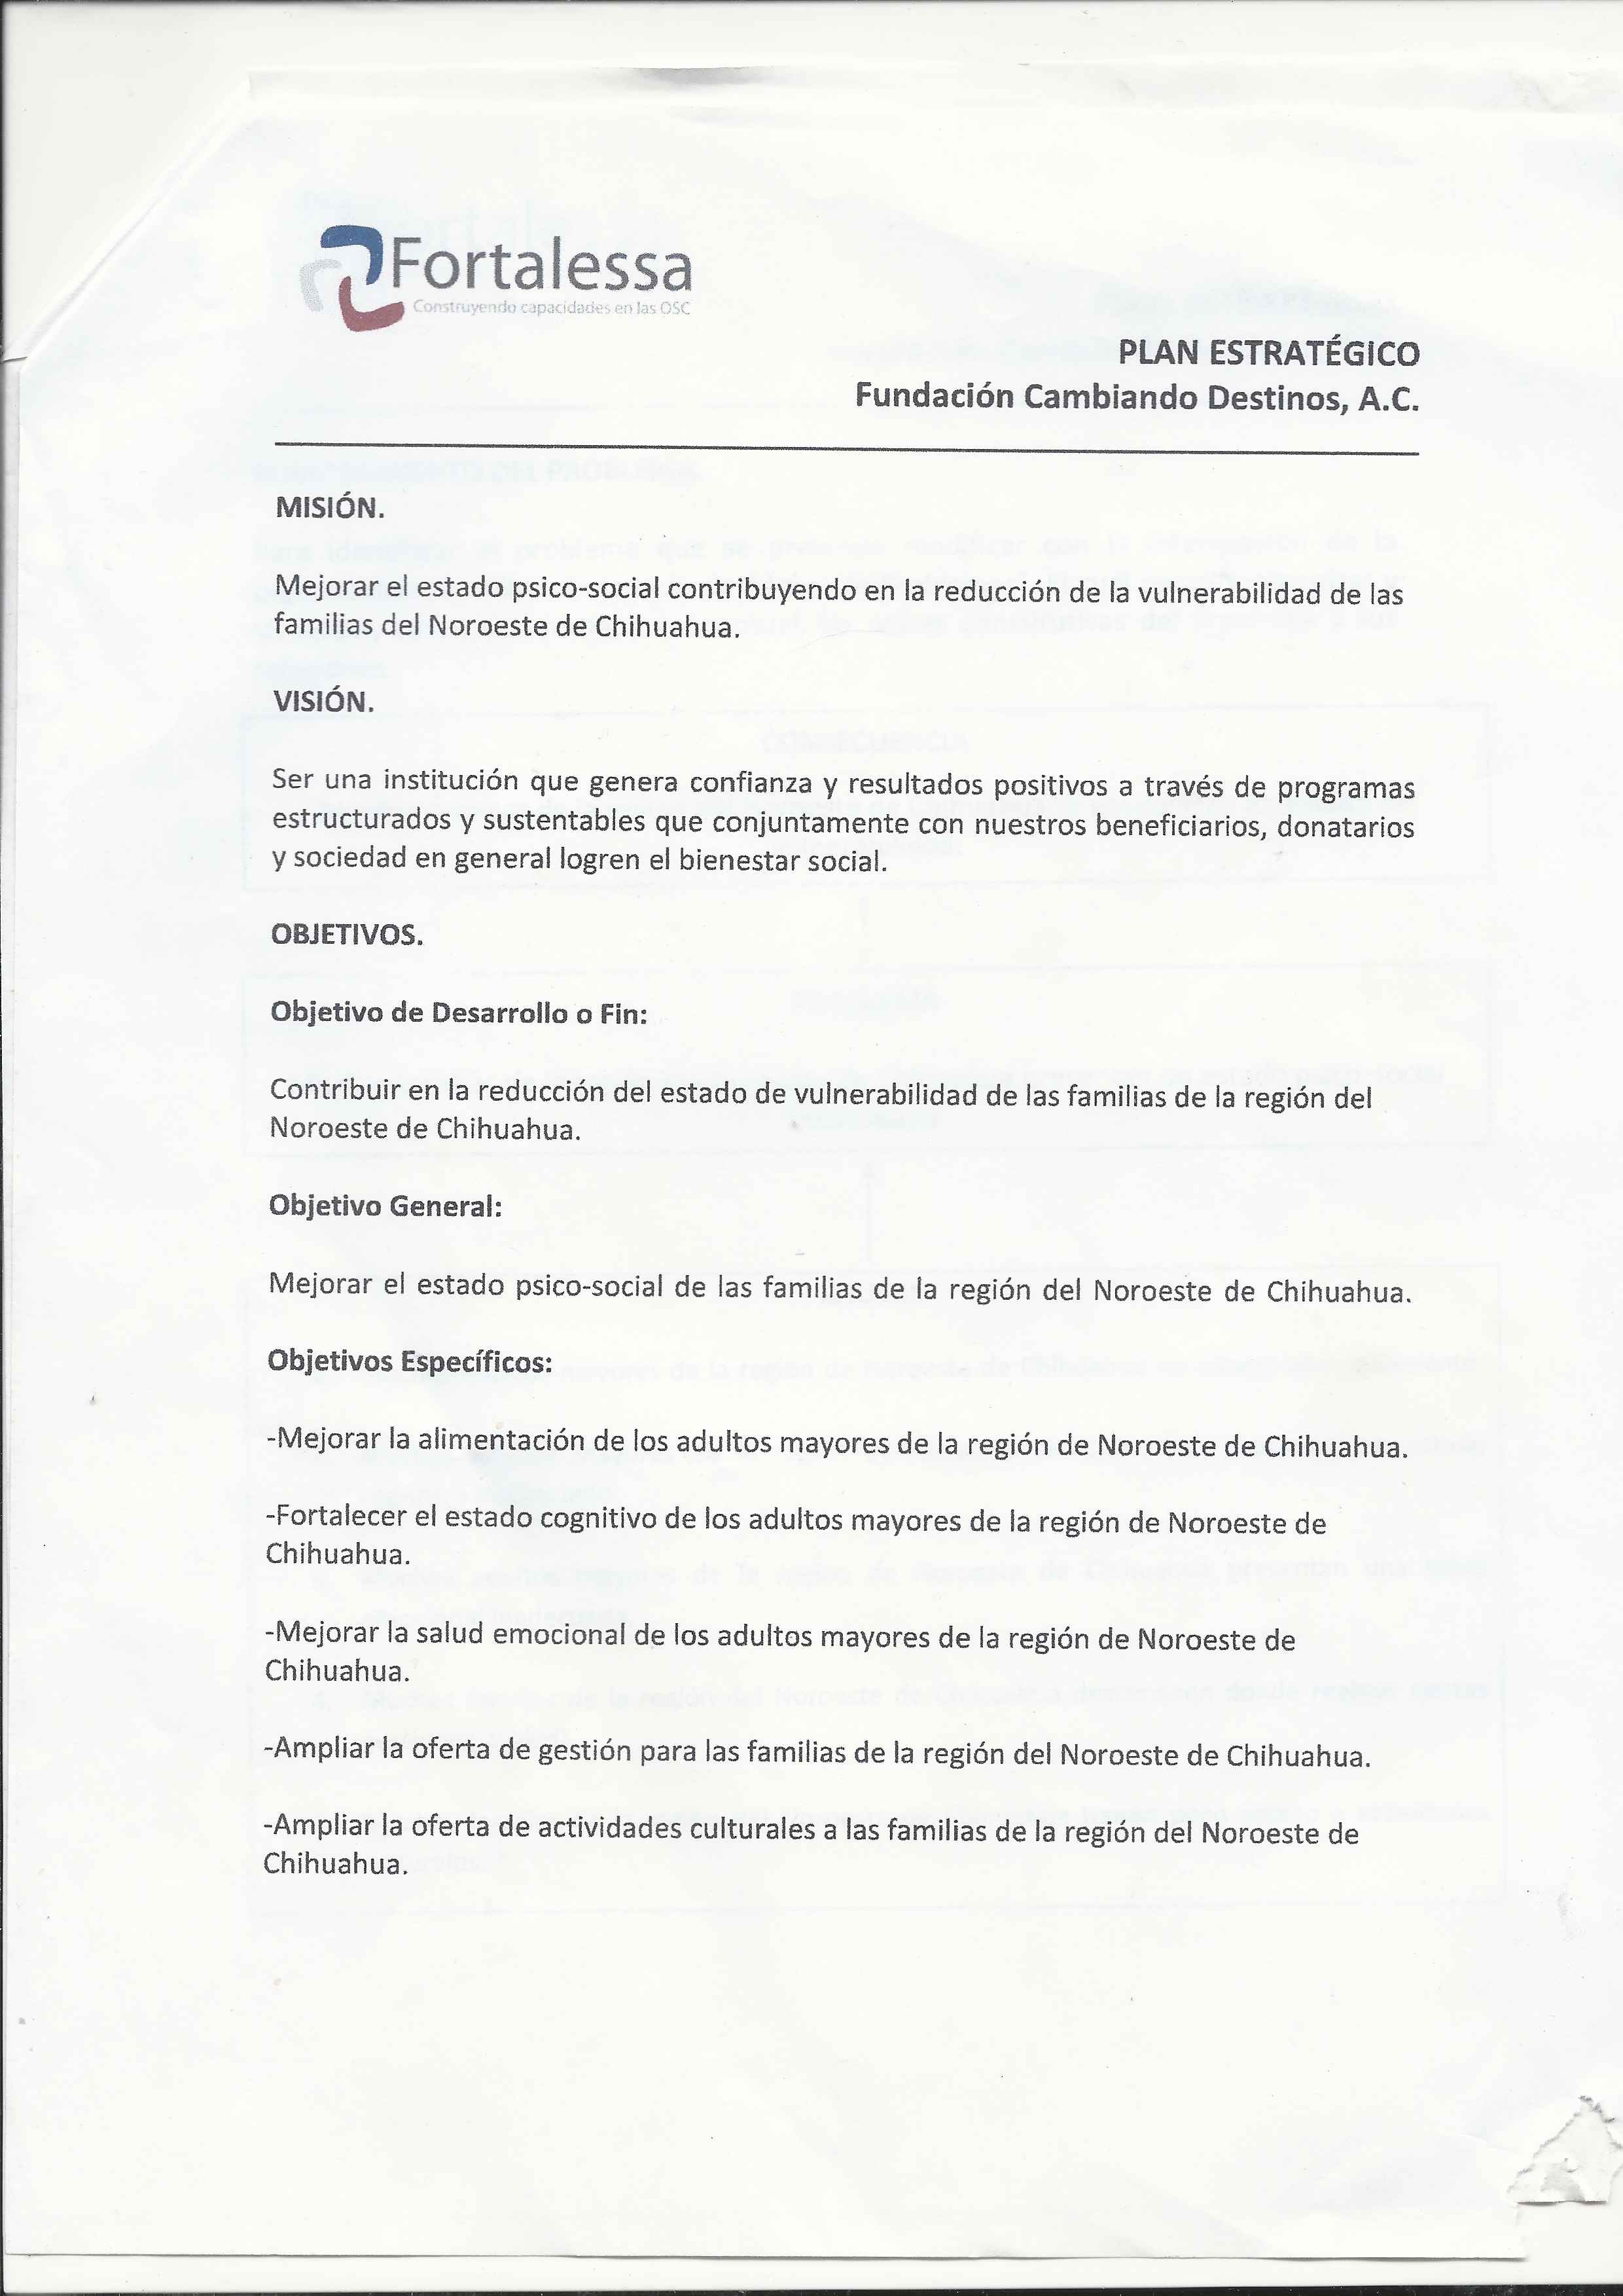 Fortalessa
Construyendo capacidades en las OSC
PLAN ESTRATÉGICO
Fundación Cambiando Destinos, A.C.
MISIÓN.
Mejorar el estado psico-social contribuyendo en la reducción de la vulnerabilidad de las
familias del Noroeste de Chihuahua.
VISIÓN.
Ser una institución que genera confianza y resultados positivos a través de programas
estructurados y sustentables que conjuntamente con nuestros beneficiarios, donatarios
y sociedad en general logren el bienestar social.
OBJETIVOS.
Objetivo de Desarrollo o Fin:
Contribuir en la reducción del estado de vulnerabilidad de las familias de la región del
Noroeste de Chihuahua.
Objetivo General:
Mejorar el estado psico-social de las familias de la región del Noroeste de Chihuahua.
Objetivos Específicos:
-Mejorar la alimentación de los adultos mayores de la región de Noroeste de Chihuahua.
-Fortalecer el estado cognitivo de los adultos mayores de la región de Noroeste de
Chihuahua.
-Mejorar la salud emocional de los adultos mayores de la región de Noroeste de
Chihuahua.
-Ampliar la oferta de gestión para las familias de la región del Noroeste de Chihuahua.
-Ampliar la oferta de actividades culturales a las familias de la región del Noroeste de
Chihuahua.